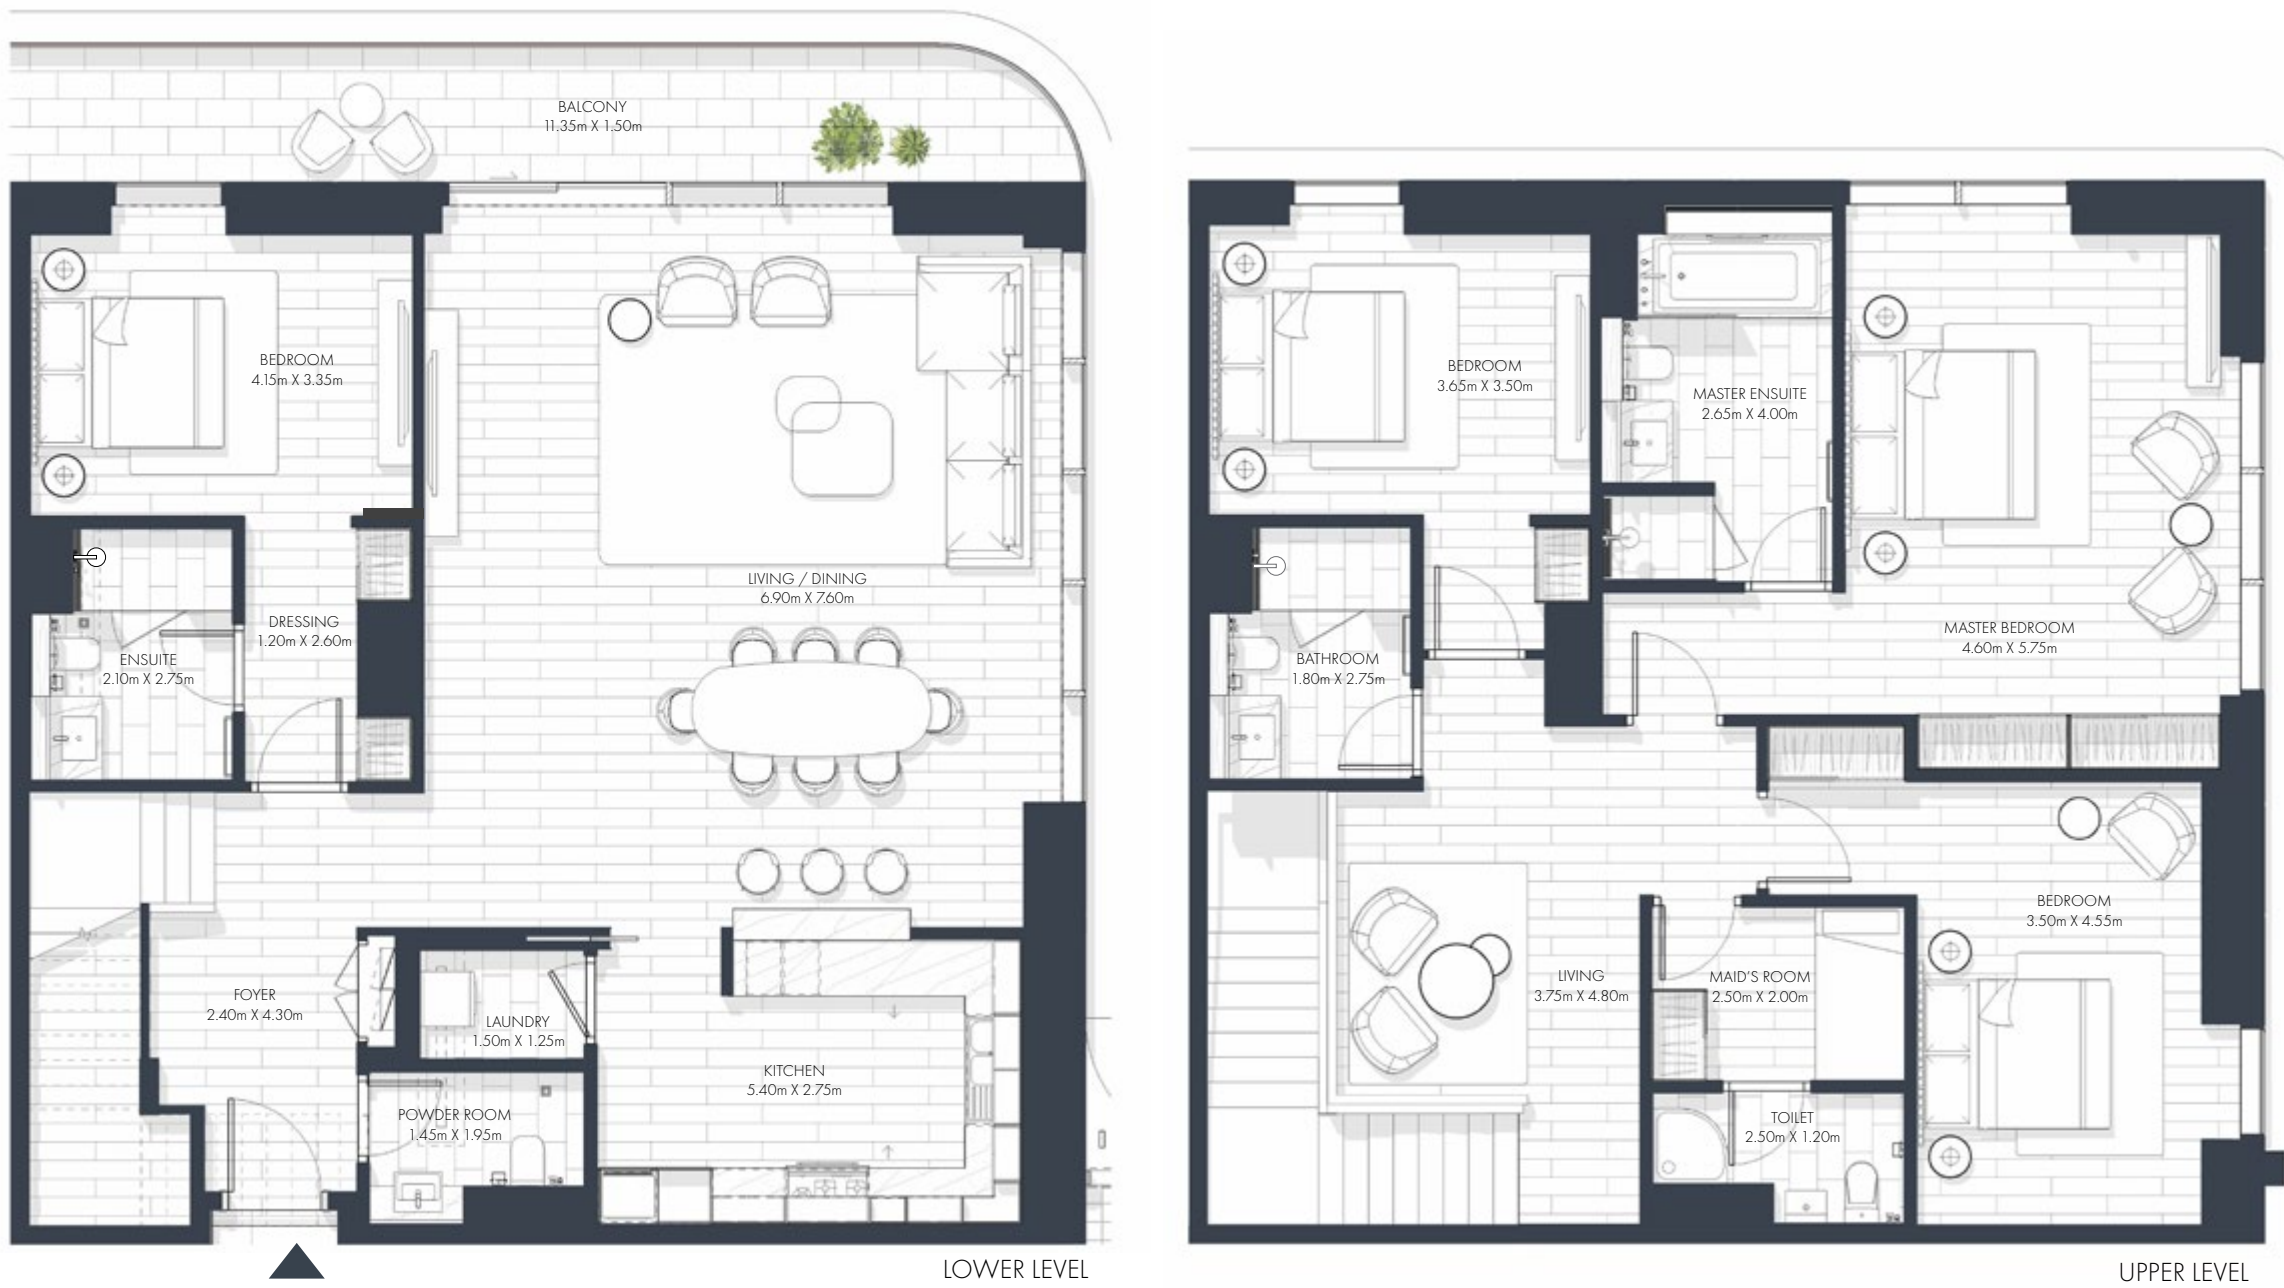 BALCONY
11.35m X 1.50m
BEDROOM
4.15m X 3.35m
LIVING / DINING
6.90m X 7.60m
DRESSING
1.20m X 2.60m
ENSUITE
2.10m X 2.75m
FOYER
2.40m X 4.30m
LAUNDRY
1.50m X 1.25m
KITCHEN
5.40m X 2.75m
POWDER ROOM
1.45m X 1.95m
LOWER LEVEL
BEDROOM
3.65m X 3.50m
MASTER ENSUITE
2.65m X 4.00m
MASTER BEDROOM
4.60m X 5.75m
BATHROOM
1.80m X 2.75m
BEDROOM
3.50m X 4.55m
LIVING
3.75m X 4.80m
MAID'S ROOM
2.50m X 2.00m
TOILET
2.50m X 1.20m
UPPER LEVEL